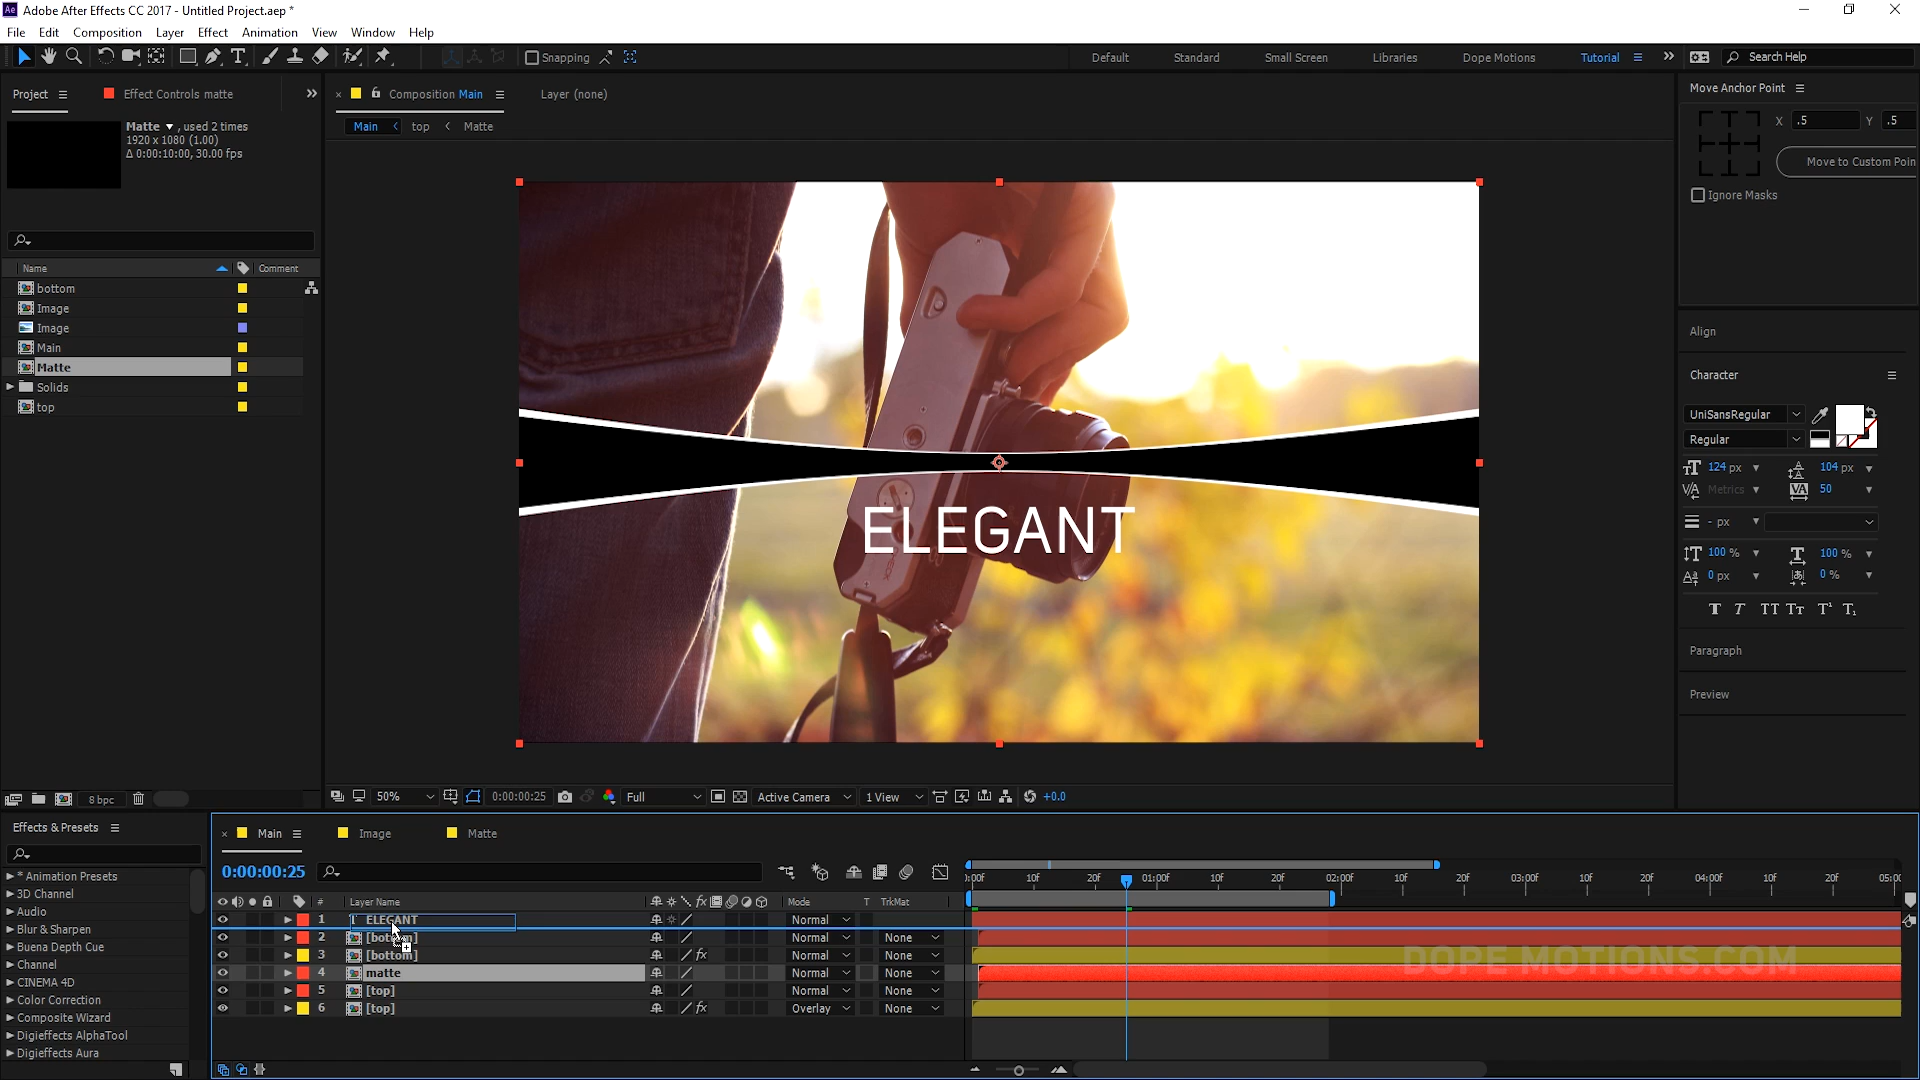 Ae Adobe After Effects CC 2017 - Untitled Project.aep *
File Edit Composition Layer Effect Animation View Window Help
Snapping Default Standard Small Screen Libraries Dope Motions Tutorial Search Help
Project Effect Controls matte
Matte , used 2 times
1920 x 1080 (1.00)
Δ 0:00:10:00, 30.00 fps
Name Comment
bottom
Image
Image
Main
Matte
Solids
top
8 bpc
Composition Main Layer (none)
Main top Matte
ELEGANT
50% 0:00:00:25 Full Active Camera 1 View +0.0
Move Anchor Point
X .5 Y .5
Move to Custom Poin
Ignore Masks
Align
Character
UniSansRegular
Regular
124 px 104 px
Metrics 50
- px
100 % 100 %
0 px 0 %
T T TT Tт T¹ T₁
Paragraph
Preview
Effects & Presets
* Animation Presets
3D Channel
Audio
Blur & Sharpen
Buena Depth Cue
Channel
CINEMA 4D
Color Correction
Composite Wizard
Digieffects AlphaTool
Digieffects Aura
Main Image Matte
0:00:00:25
):00f 10f 20f 01:00f 10f 20f 02:00f 10f 20f 03:00f 10f 20f 04:00f 10f 20f 05:00
# Layer Name Mode T TrkMat
1 T ELEGANT Normal
2 [bottom] Normal None
3 [bottom] Normal None
4 matte Normal None
5 [top] Normal None
6 [top] Overlay None
DOPE MOTIONS.COM